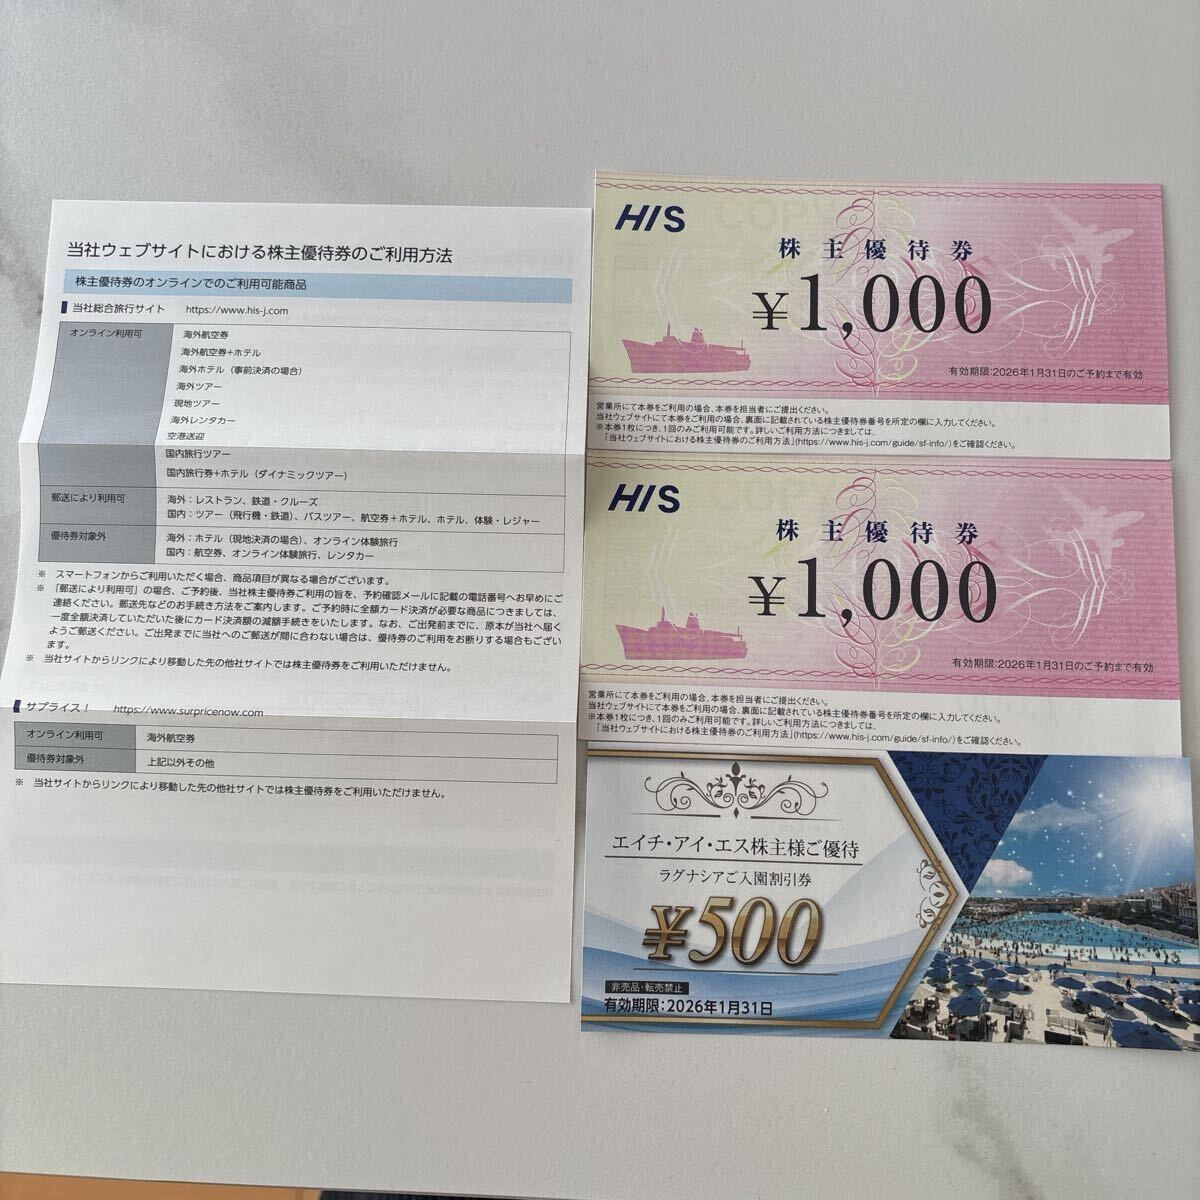 当社ウェブサイトにおける株主優待券のご利用方法
株主優待券のオンラインでのご利用可能商品
当社総合旅行サイト https://www.his-j.com
オンライン利用可
海外航空券
海外航空券+ホテル
海外ホテル(事前決済の場合)
海外ツアー
現地ツアー
海外レンタカー
空港送迎
国内旅行ツアー
国内旅行券+ホテル(ダイナミックツアー)
郵送により利用可
海外:レストラン、鉄道・クルーズ
国内:ツアー(飛行機・鉄道)、バスツアー、航空券+ホテル、ホテル、体験・レジャー
優待券対象外
海外:ホテル(現地決済の場合)、オンライン体験旅行
国内:航空券、オンライン体験旅行、レンタカー
※ スマートフォンからご利用いただく場合、商品項目が異なる場合がございます。
※ 「郵送により利用可」の場合、ご予約後、当社株主優待券ご利用の旨を、予約確認メールに記載の電話番号へお早めにご
連絡ください。郵送先などのお手続き方法をご案内します。ご予約時に全額カード決済が必要な商品につきましては、
一度全額決済していただいた後にカード決済額の減額手続きをいたします。なお、ご出発前までに、原本が当社へ届く
ようご郵送ください。ご出発までに当社へのご郵送が間に合わない場合は、優待券のご利用をお断りする場合もござい
ます。
※ 当社サイトからリンクにより移動した先の他社サイトでは株主優待券をご利用いただけません。
サプライス! https://www.surpricenow.com
オンライン利用可 海外航空券
優待券対象外 上記以外その他
※ 当社サイトからリンクにより移動した先の他社サイトでは株主優待券をご利用いただけません。
HIS
COPY
株主優待券
¥1,000
有効期限:2026年1月31日のご予約まで有効
営業所にて本券をご利用の場合、本券を担当者にご提出ください。
当社ウェブサイトにて本券をご利用の場合、裏面に記載されている株主優待券番号を所定の欄に入力してください。
※本券1枚につき、1回のみご利用可能です。詳しいご利用方法につきましては、
「当社ウェブサイトにおける株主優待券のご利用方法」(https://www.his-j.com/guide/sf-info/)をご確認ください。
HIS
株主優待券
¥1,000
有効期限:2026年1月31日のご予約まで有効
営業所にて本券をご利用の場合、本券を担当者にご提出ください。
当社ウェブサイトにて本券をご利用の場合、裏面に記載されている株主優待券番号を所定の欄に入力してください。
※本券1枚につき、1回のみご利用可能です。詳しいご利用方法につきましては、
「当社ウェブサイトにおける株主優待券のご利用方法」(https://www.his-j.com/guide/sf-info/)をご確認ください。
エイチ・アイ・エス株主様ご優待
ラグナシアご入園割引券
¥500
非売品・転売禁止
有効期限:2026年1月31日